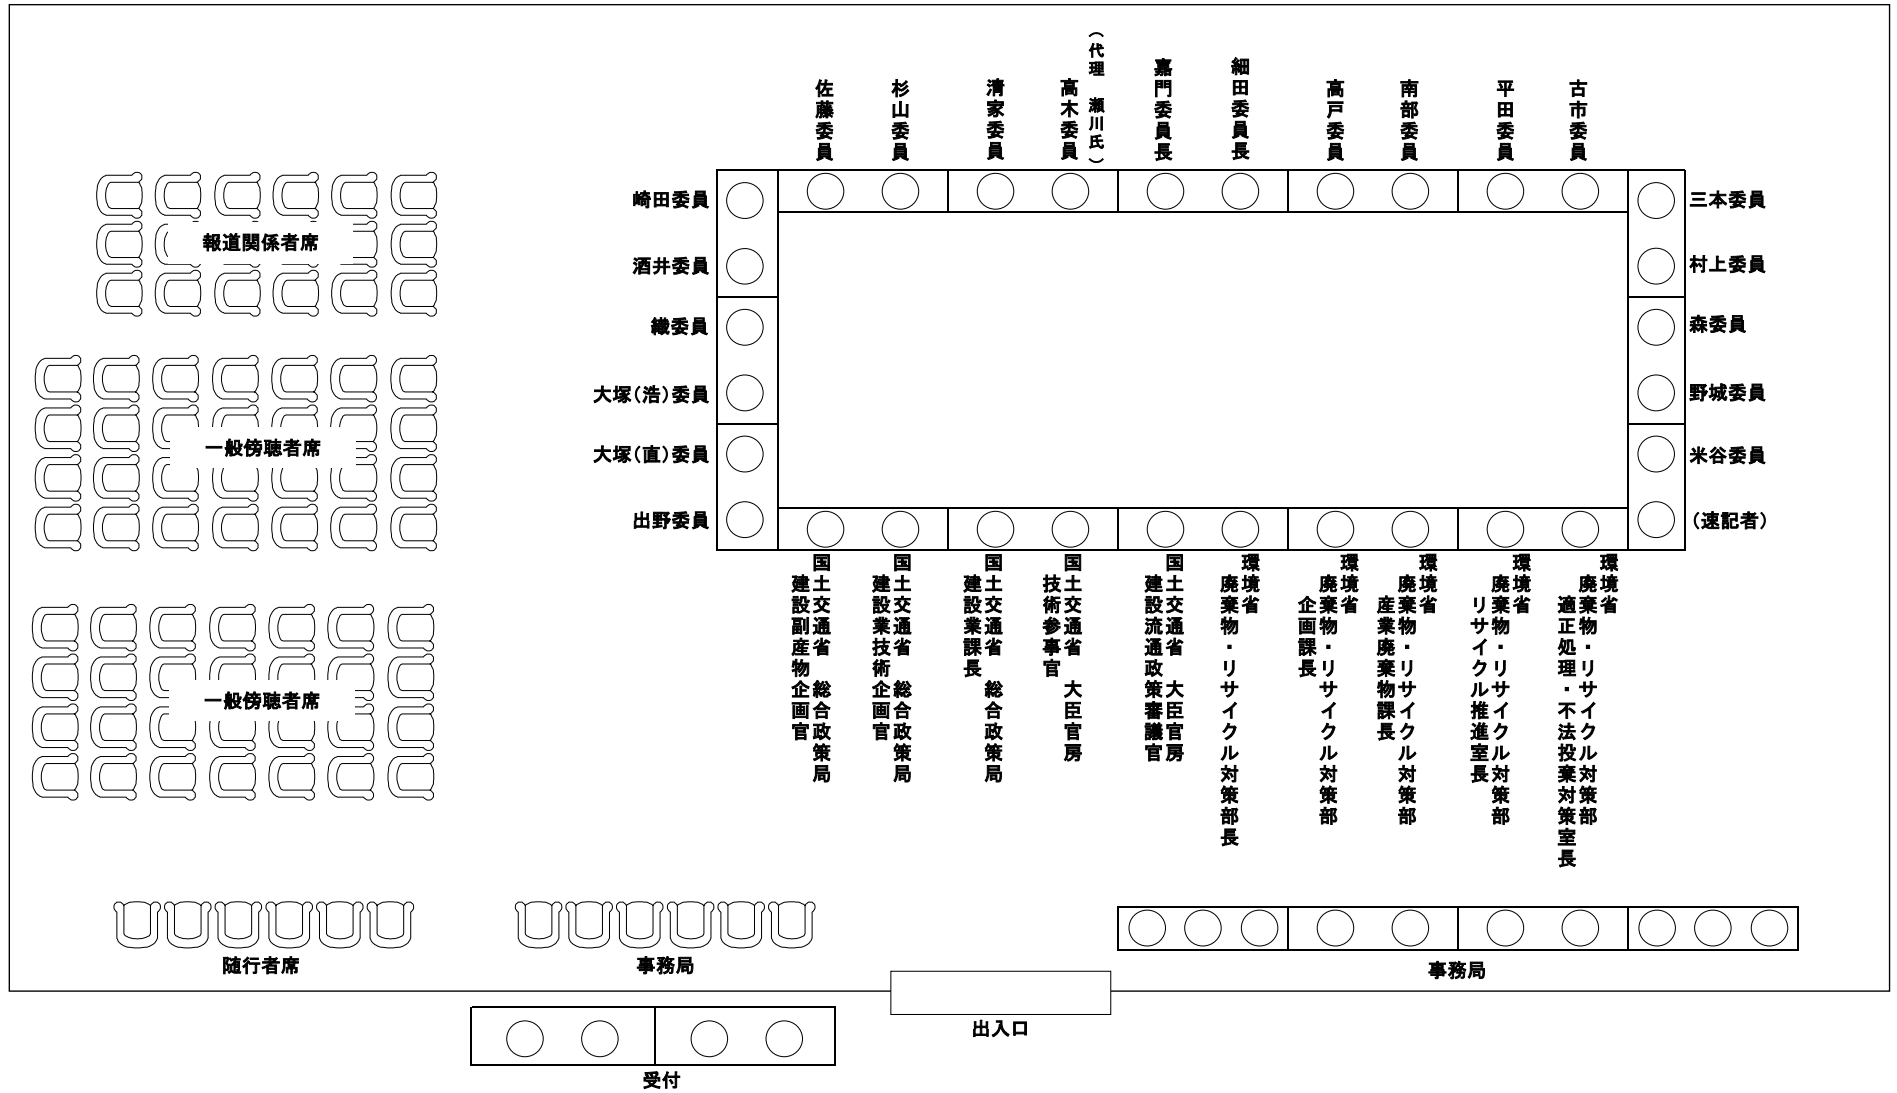 佐藤委員
杉山委員
清家委員
高木委員
（代理　瀬川氏）
嘉門委員長
細田委員長
高戸委員
南部委員
平田委員
古市委員
崎田委員
酒井委員
織委員
大塚（浩）委員
大塚（直）委員
出野委員
三本委員
村上委員
森委員
野城委員
米谷委員
（速記者）
報道関係者席
一般傍聴者席
一般傍聴者席
国土交通省　総合政策局
建設副産物企画官
国土交通省　総合政策局
建設業技術企画官
国土交通省　総合政策局
建設業課長
国土交通省　大臣官房
技術参事官
国土交通省　大臣官房
建設流通政策審議官
環境省
廃棄物・リサイクル対策部長
環境省
廃棄物・リサイクル対策部
企画課長
環境省
廃棄物・リサイクル対策部
産業廃棄物課長
環境省
廃棄物・リサイクル対策部
リサイクル推進室長
環境省
廃棄物・リサイクル対策部
適正処理・不法投棄対策室長
随行者席
事務局
事務局
出入口
受付